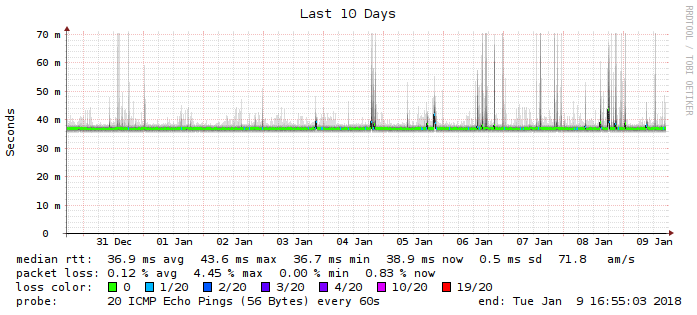 Last 10 Days
RRDTOOL / TOBI OETIKER
Seconds
70 m
60 m
50 m
40 m
30 m
20 m
10 m
0
31 Dec 01 Jan 02 Jan 03 Jan 04 Jan 05 Jan 06 Jan 07 Jan 08 Jan 09 Jan
median rtt: 36.9 ms avg 43.6 ms max 36.7 ms min 38.9 ms now 0.5 ms sd 71.8 am/s
packet loss: 0.12 % avg 4.45 % max 0.00 % min 0.83 % now
loss color: 0 1/20 2/20 3/20 4/20 10/20 19/20
probe: 20 ICMP Echo Pings (56 Bytes) every 60s end: Tue Jan 9 16:55:03 2018